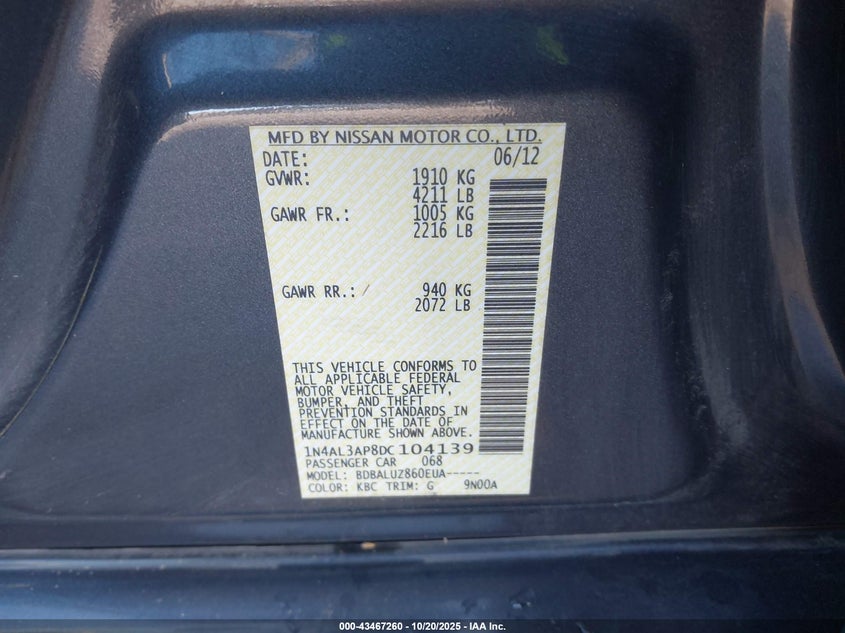 MFD BY NISSAN MOTOR CO., LTD.
DATE: 06/12
GVWR: 1910 KG
4211 LB
GAWR FR.: 1005 KG
2216 LB
GAWR RR.: 940 KG
2072 LB
THIS VEHICLE CONFORMS TO
ALL APPLICABLE FEDERAL
MOTOR VEHICLE SAFETY,
BUMPER, AND THEFT
PREVENTION STANDARDS IN
EFFECT ON THE DATE OF
MANUFACTURE SHOWN ABOVE.
1N4AL3AP8DC104139
PASSENGER CAR 068
MODEL: BDBALUZ860EUA-----
COLOR: KBC TRIM: G 9N00A
000-43467260 - 10/20/2025 - IAA Inc.